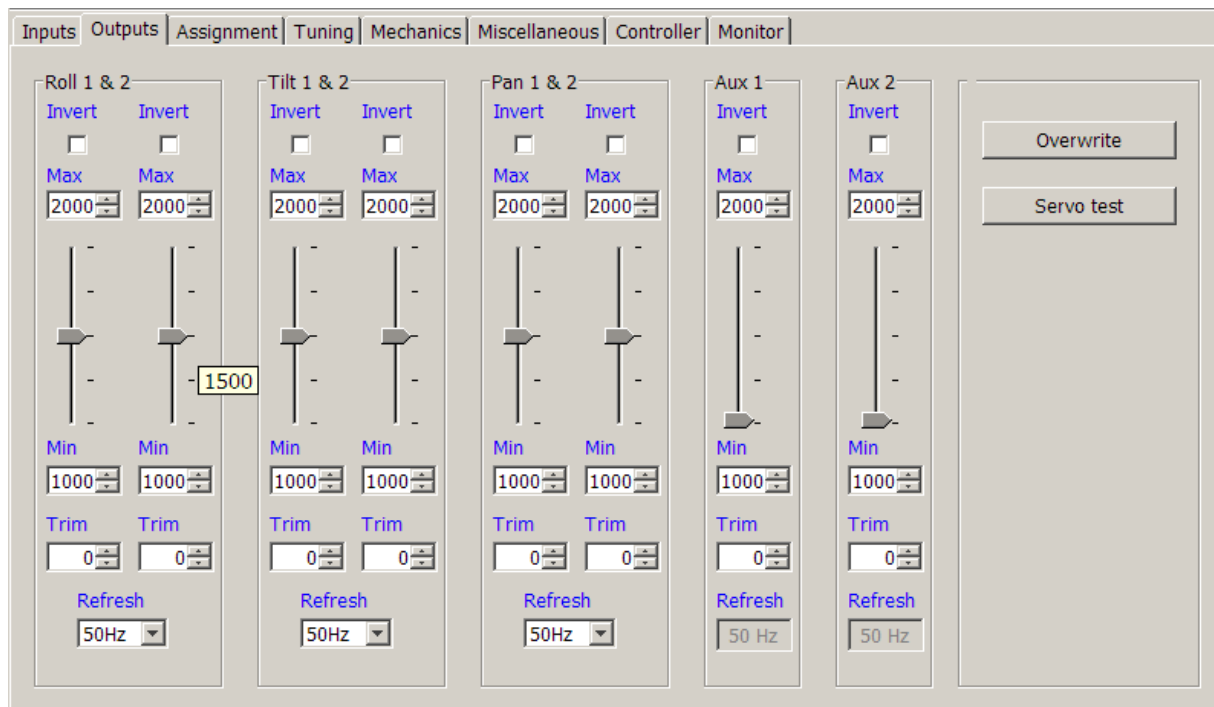 Inputs Outputs Assignment Tuning Mechanics Miscellaneous Controller Monitor
Roll 1 & 2 Tilt 1 & 2 Pan 1 & 2 Aux 1 Aux 2
Invert Invert Invert Invert Invert Invert Invert Invert
Overwrite
Max Max Max Max Max Max Max Max
2000 2000 2000 2000 2000 2000 2000 2000
Servo test
1500
Min Min Min Min Min Min Min Min
1000 1000 1000 1000 1000 1000 1000 1000
Trim Trim Trim Trim Trim Trim Trim Trim
0 0 0 0 0 0 0 0
Refresh Refresh Refresh Refresh Refresh
50Hz 50Hz 50Hz 50 Hz 50 Hz